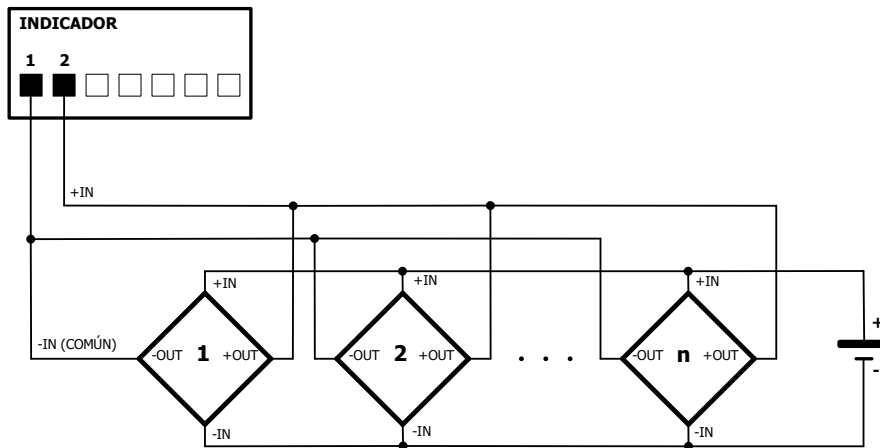 INDICADOR
1 2
+IN
-IN (COMÚN)
+IN
-OUT 1 +OUT
-IN
+IN
-OUT 2 +OUT
-IN
. . .
+IN
-OUT n +OUT
-IN
+
-